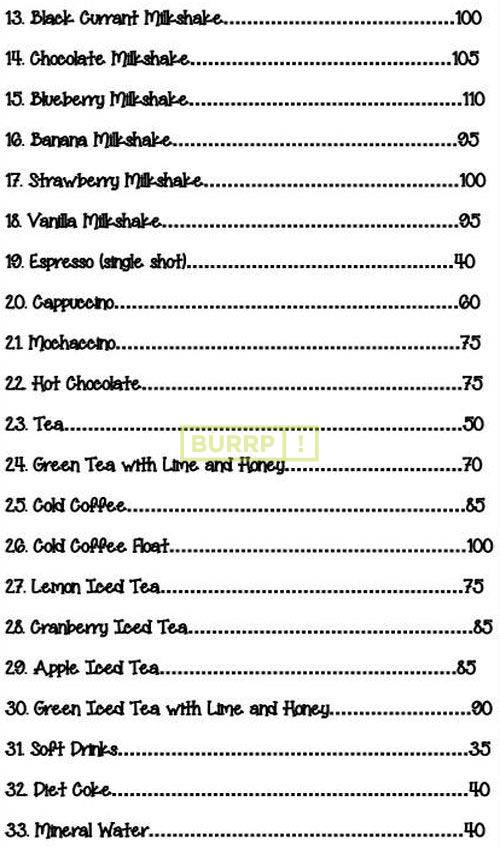 13. Black Currant Milkshake..........................................100
14. Chocolate Milkshake...............................................105
15. Blueberry Milkshake.................................................110
16. Banana Milkshake....................................................95
17. Strawberry Milkshake..............................................100
18. Vanilla Milkshake......................................................95
19. Espresso (single shot)................................................40
20. Cappuccino..............................................................60
21. Mochaccino..............................................................75
22. Hot Chocolate..........................................................75
23. Tea........................................................................50
BURRP !
24. Green Tea with Lime and Honey................................70
25. Cold Coffee.............................................................85
26. Cold Coffee Float.....................................................100
27. Lemon Iced Tea.......................................................75
28. Cranberry Iced Tea...................................................85
29. Apple Iced Tea......................................................85
30. Green Iced Tea with Lime and Honey.........................90
31. Soft Drinks...............................................................35
32. Diet Coke................................................................40
33. Mineral Water.........................................................40